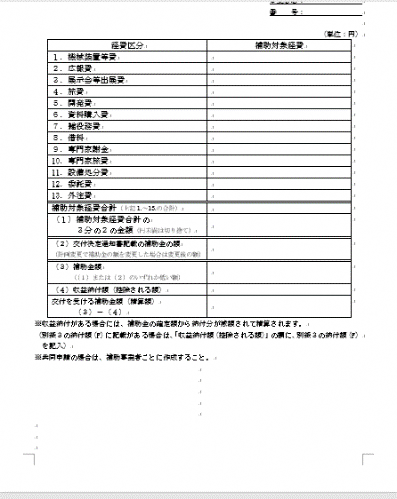 番　号：
（単位：円）
経費区分　補助対象経費
１．機械装置等費
２．広報費
３．展示会等出展費
４．旅費
５．開発費
６．資料購入費
７．雑役務費
８．借料
９．専門家謝金
10．専門家旅費
11．設備処分費
12．委託費
13．外注費
補助対象経費合計（上記1.～13.の合計）
（１）補助対象経費合計の
３分の２の金額（円未満は切り捨て）
（２）交付決定通知書記載の補助金の額
（計画変更で補助金の額を変更した場合は変更後の額）
（３）補助金額
（（１）または（２）のいずれか低い額）
（４）収益納付額（控除される額）
交付を受ける補助金額（精算額）
（３）－（４）
※収益納付がある場合には、補助金の確定額から納付分が減額されて精算されます。
（別紙３の納付額（F）に記載がある場合は、「収益納付額（控除される額）」の欄に、別紙３の納付額（F）
を記入）
※共同申請の場合は、補助事業者ごとに作成すること。